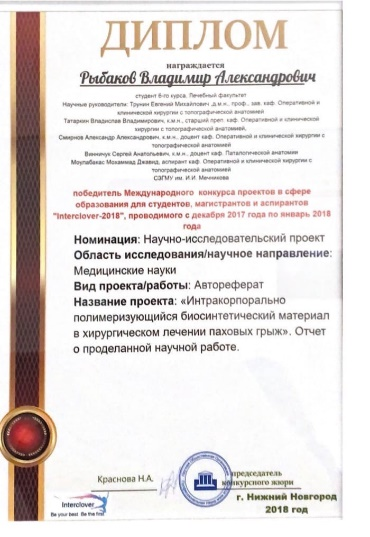 ДИПЛОМ
награждается
Рыбаков Владимир Александрович
студент 6-го курса, Лечебный факультет
Научные руководители: Трунин Евгений Михайлович ,д.м.н., проф., зав. каф. Оперативной и
клинической хирургии с топографической анатомией
Татаркин Владислав Владимирович, к.м.н., старший преп. каф. Оперативной и клинической
хирургии с топографической анатомией,
Смирнов Александр Александрович, к.м.н., доцент каф. Оперативной и клинической хирургии с
топографической анатомией
Винничук Сергей Анатольевич, к.м.н., доцент каф. Паталогической анатомии
Моулабахас Мохаммад Джавид, аспирант каф. Оперативной и клинической хирургии с
топографической анатомией
СЗГМУ им. И.И. Мечникова
победитель Международного конкурса проектов в сфере
образования для студентов, магистрантов и аспирантов
"Interclover-2018", проводимого с декабря 2017 года по январь 2018
года
Номинация: Научно-исследовательский проект
Область исследования/научное направление:
Медицинские науки
Вид проекта/работы: Автореферат
Название проекта: «Интракорпорально
полимеризующийся биосинтетический материал
в хирургическом лечении паховых грыж». Отчет
о проделанной научной работе.
Краснова Н.А.
председатель
конкурсного жюри
Interclover
Be your best Be the first
г. Нижний Новгород
2018 год